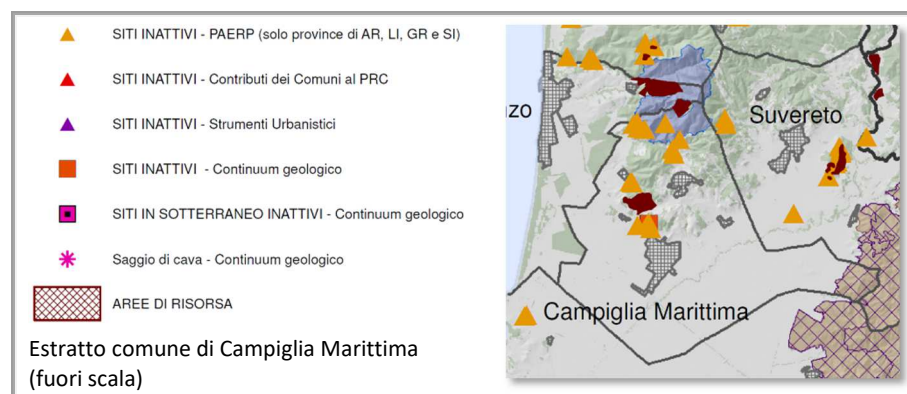 SITI INATTIVI - PAERP (solo province di AR, LI, GR e SI)
SITI INATTIVI - Contributi dei Comuni al PRC
SITI INATTIVI - Strumenti Urbanistici
SITI INATTIVI - Continuum geologico
SITI IN SOTTERRANEO INATTIVI - Continuum geologico
Saggio di cava - Continuum geologico
AREE DI RISORSA
Estratto comune di Campiglia Marittima
(fuori scala)
nzo
Suvereto
Campiglia Marittima